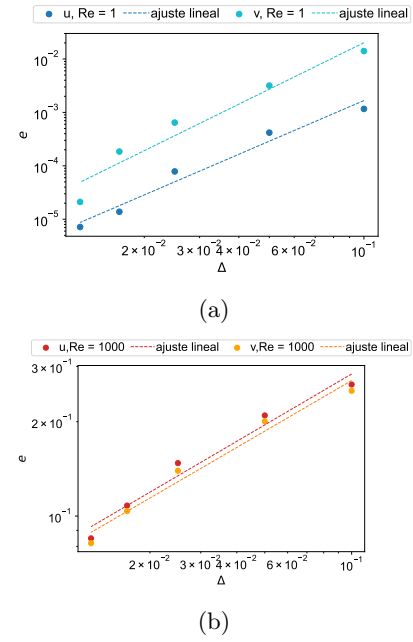 u, Re = 1 ajuste lineal v, Re = 1 ajuste lineal
10⁻²
10⁻³
e
10⁻⁴
10⁻⁵
2 × 10⁻² 3 × 10⁻² 4 × 10⁻² 6 × 10⁻² 10⁻¹
Δ
(a)
u,Re = 1000 ajuste lineal v,Re = 1000 ajuste lineal
3 × 10⁻¹
2 × 10⁻¹
e
10⁻¹
2 × 10⁻² 3 × 10⁻² 4 × 10⁻² 6 × 10⁻² 10⁻¹
Δ
(b)